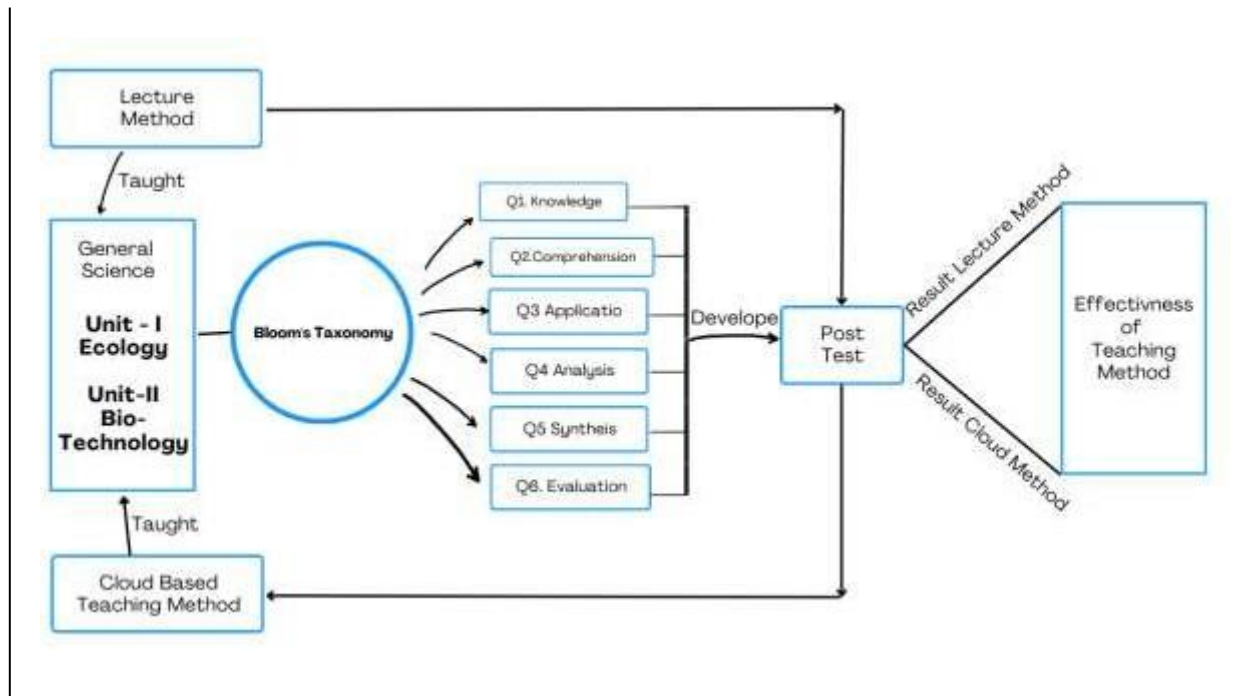 Lecture
Method
Taught
General
Science
Unit - I
Ecology
Unit-II
Bio-
Technology
Taught
Cloud Based
Teaching Method
Bloom's Taxonomy
Q1. Knowledge
Q2.Comprehension
Q3 Applicatio
Q4 Analysis
Q5 Syntheis
Q6. Evaluation
Develope
Post
Test
Result Lecture Method
Result Cloud Method
Effectivness
of
Teaching
Method